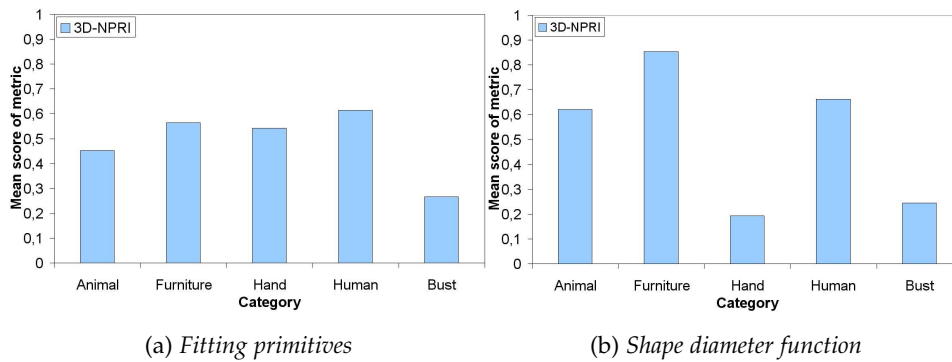 1
0,9
0,8
0,7
0,6
0,5
0,4
0,3
0,2
0,1
0
Mean score of metric
3D-NPRI
Animal Furniture Hand Human Bust
Category
(a) Fitting primitives
1
0,9
0,8
0,7
0,6
0,5
0,4
0,3
0,2
0,1
0
Mean score of metric
3D-NPRI
Animal Furniture Hand Human Bust
Category
(b) Shape diameter function